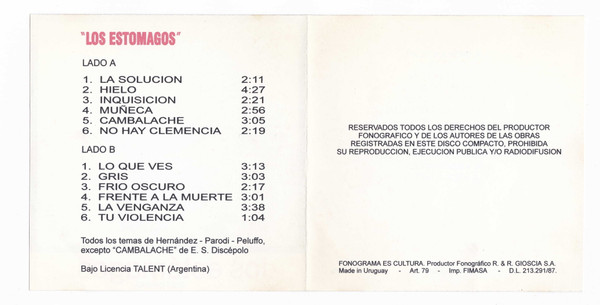 "LOS ESTOMAGOS"
LADO A
1. LA SOLUCION 2:11
2. HIELO 4:27
3. INQUISICION 2:21
4. MUÑECA 2:56
5. CAMBALACHE 3:05
6. NO HAY CLEMENCIA 2:19
LADO B
1. LO QUE VES 3:13
2. GRIS 3:03
3. FRIO OSCURO 2:17
4. FRENTE A LA MUERTE 3:01
5. LA VENGANZA 3:38
6. TU VIOLENCIA 1:04
Todos los temas de Hernández - Parodi - Peluffo,
excepto "CAMBALACHE" de E. S. Discépolo
Bajo Licencia TALENT (Argentina)
RESERVADOS TODOS LOS DERECHOS DEL PRODUCTOR
FONOGRAFICO Y DE LOS AUTORES DE LAS OBRAS
REGISTRADAS EN ESTE DISCO COMPACTO, PROHIBIDA
SU REPRODUCCION, EJECUCION PUBLICA Y/O RADIODIFUSION
FONOGRAMA ES CULTURA. Productor Fonográfico R. & R. GIOSCIA S.A.
Made in Uruguay - Art. 79 - Imp. FIMASA - D.L. 213.291/87.